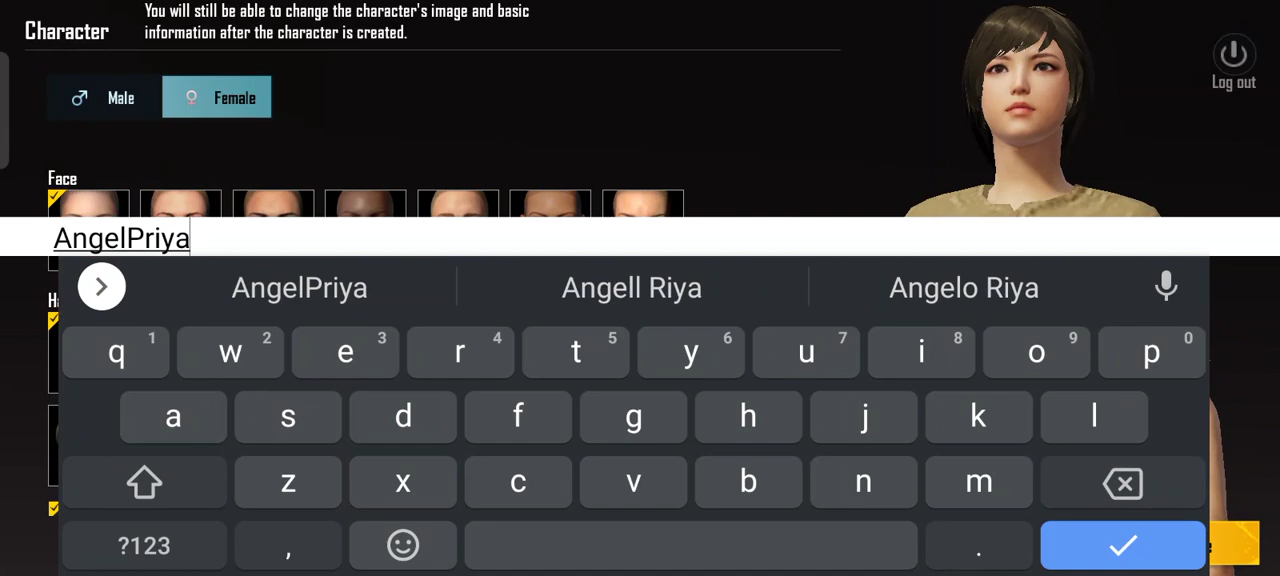 You will still be able to change the character's image and basic
Character
information after the character is created.
Log out
Male
Female
Face
AngelPriya
AngelPriya
Angell Riya
Angelo Riya
q 1 w 2 e 3 r 4 t 5 y 6 u 7 i 8 o 9 p 0
a s d f g h j k l
z x c v b n m
?123 , .